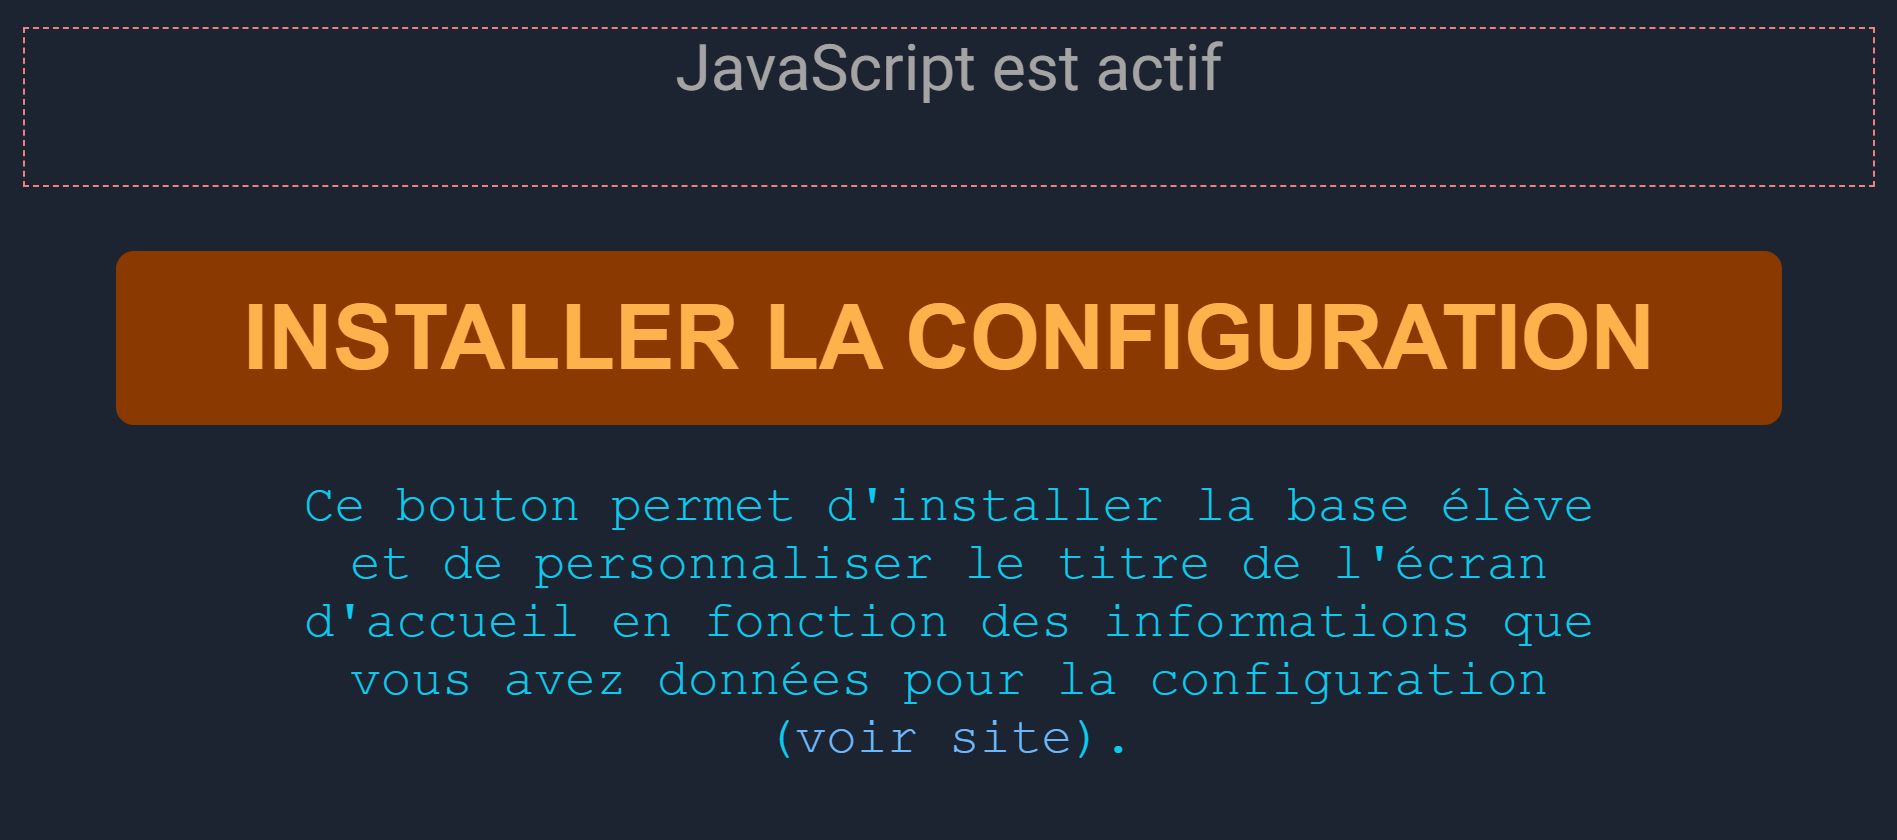 JavaScript est actif
INSTALLER LA CONFIGURATION
Ce bouton permet d'installer la base élève
et de personnaliser le titre de l'écran
d'accueil en fonction des informations que
vous avez données pour la configuration
(voir site).